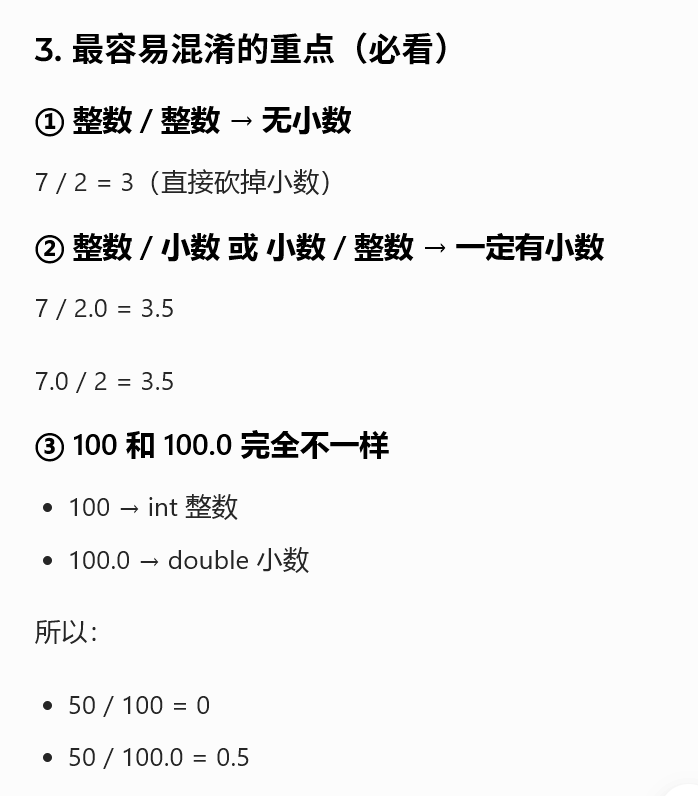 3. 最容易混淆的重点（必看）
① 整数 / 整数 → 无小数
7 / 2 = 3（直接砍掉小数）
② 整数 / 小数 或 小数 / 整数 → 一定有小数
7 / 2.0 = 3.5
7.0 / 2 = 3.5
③ 100 和 100.0 完全不一样
• 100 → int 整数
• 100.0 → double 小数
所以：
• 50 / 100 = 0
• 50 / 100.0 = 0.5